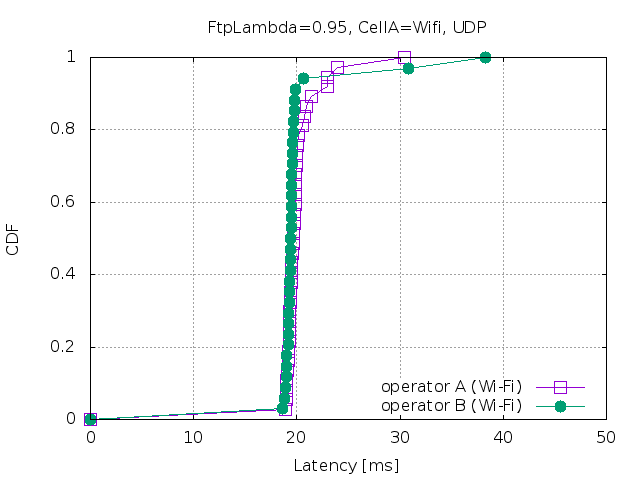 FtpLambda=0.95, CellA=Wifi, UDP
1
0.8
0.6
0.4
0.2
0
CDF
operator A (Wi-Fi)
operator B (Wi-Fi)
0 10 20 30 40 50
Latency [ms]